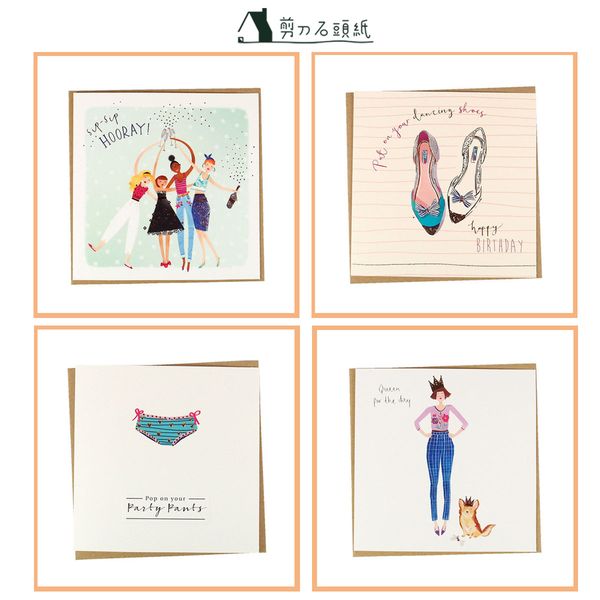 剪刀石頭紙
sip-sip
HOORAY!
Put on your dancing shoes
happy
BIRTHDAY
Pop on your
Party Pants
Queen
for the day